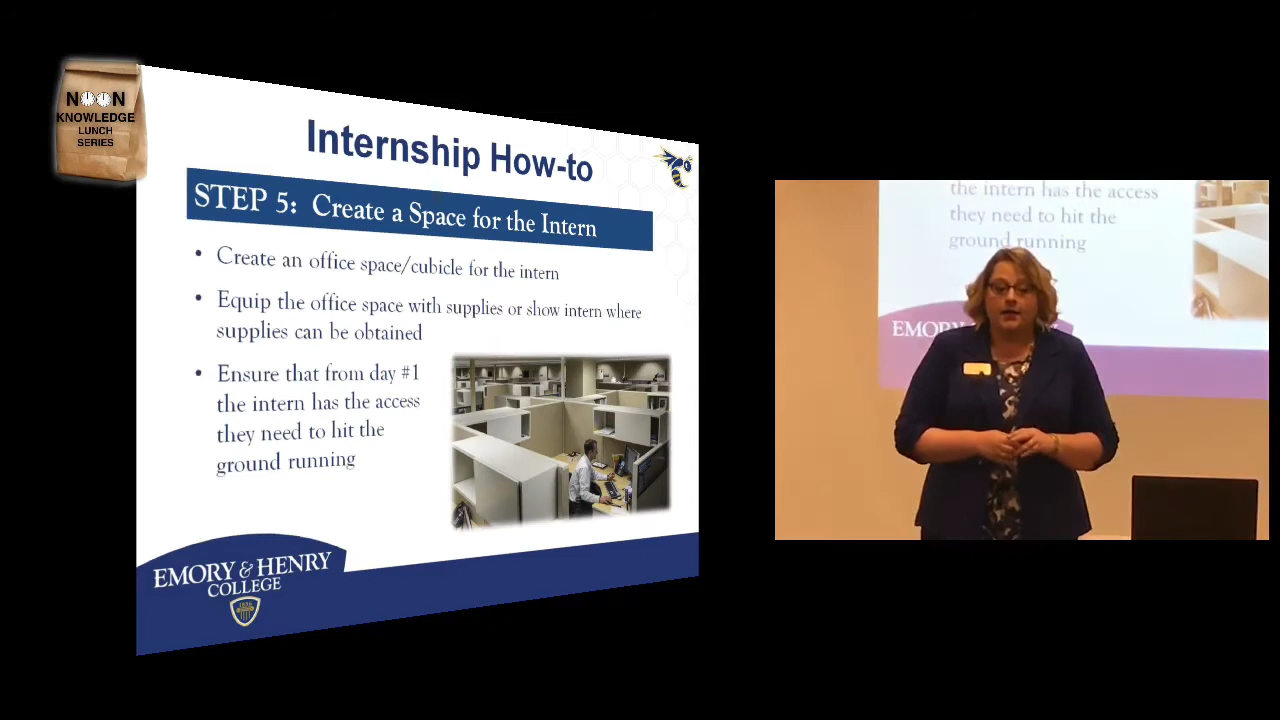 NOON
KNOWLEDGE
LUNCH
SERIES
Internship How-to
STEP 5: Create a Space for the Intern
• Create an office space/cubicle for the intern
• Equip the office space with supplies or show intern where
supplies can be obtained
• Ensure that from day #1
the intern has the access
they need to hit the
ground running
EMORY & HENRY
COLLEGE
the intern has the access
they need to hit the
ground running
EMORY